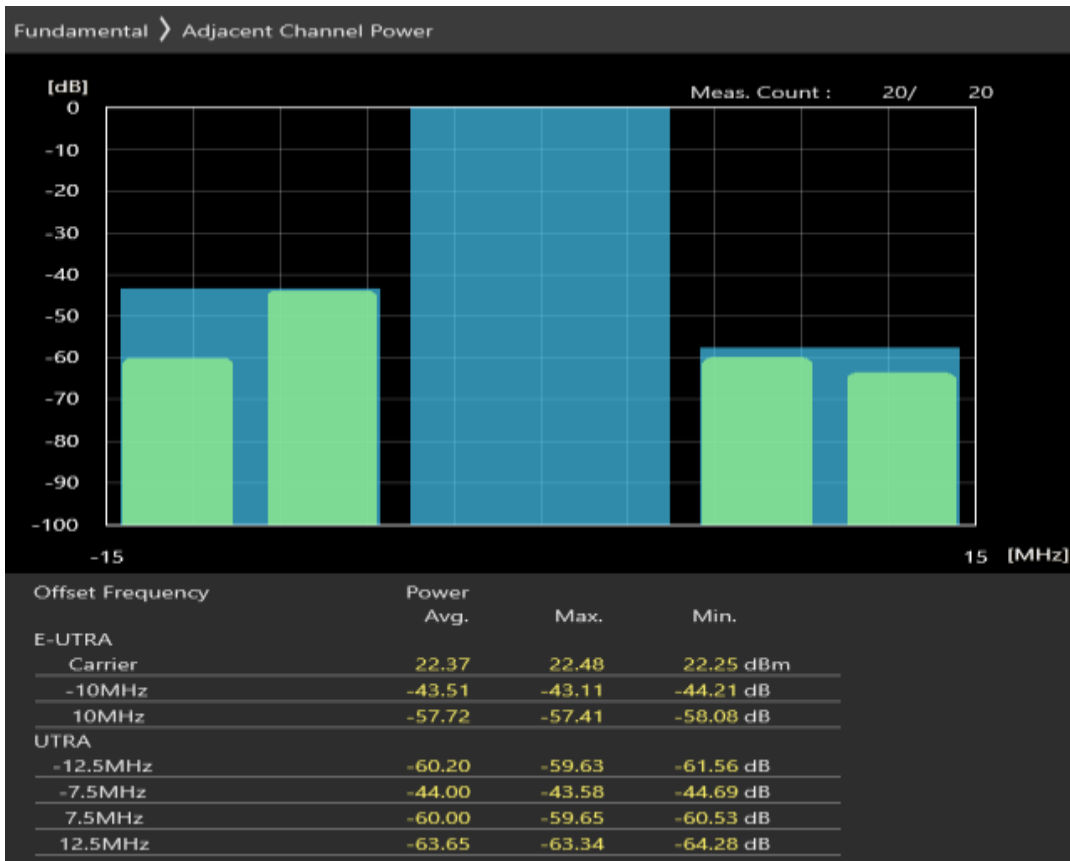 Fundamental ❯ Adjacent Channel Power
[dB]
Meas. Count : 20/ 20
0
-10
-20
-30
-40
-50
-60
-70
-80
-90
-100
-15 15 [MHz]
Offset Frequency Power
Avg. Max. Min.
E-UTRA
Carrier 22.37 22.48 22.25 dBm
-10MHz -43.51 -43.11 -44.21 dB
10MHz -57.72 -57.41 -58.08 dB
UTRA
-12.5MHz -60.20 -59.63 -61.56 dB
-7.5MHz -44.00 -43.58 -44.69 dB
7.5MHz -60.00 -59.65 -60.53 dB
12.5MHz -63.65 -63.34 -64.28 dB